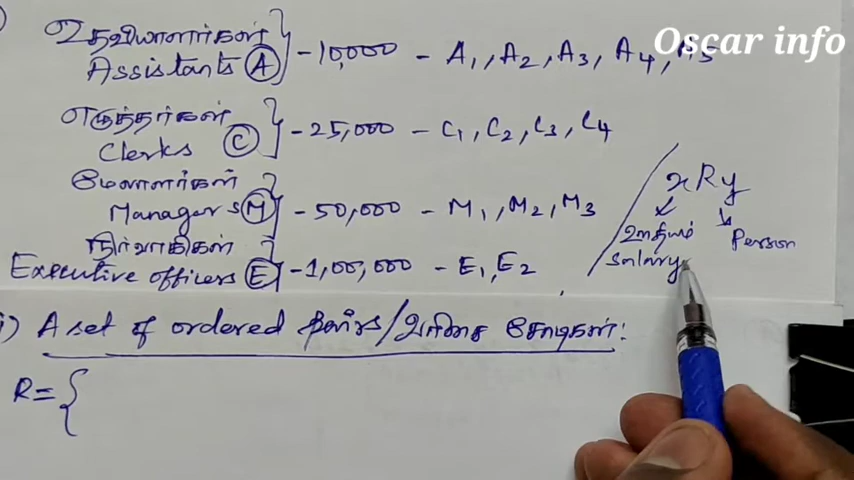 Oscar info
உதவியாளர்கள்
Assistants (A) } - 10,000 - A1, A2, A3, A4, A5
எழுத்தர்கள்
Clerks (C) } - 25,000 - C1, C2, C3, C4
மேலாளர்கள்
Managers (M) } - 50,000 - M1, M2, M3
நிர்வாகிகள்
Executive officers (E) } - 1,00,000 - E1, E2
xRy
ஊதியம்
salary
Person
i) A set of ordered pairs/வரிசை சோடிகள்:
R = {